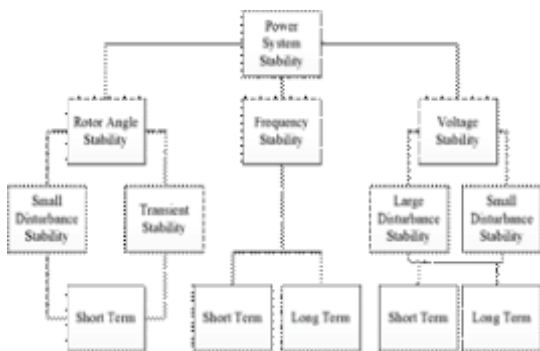 Power
System
Stability
Rotor Angle
Stability
Frequency
Stability
Voltage
Stability
Small
Disturbance
Stability
Transient
Stability
Large
Disturbance
Stability
Small
Disturbance
Stability
Short Term
Short Term
Long Term
Short Term
Long Term